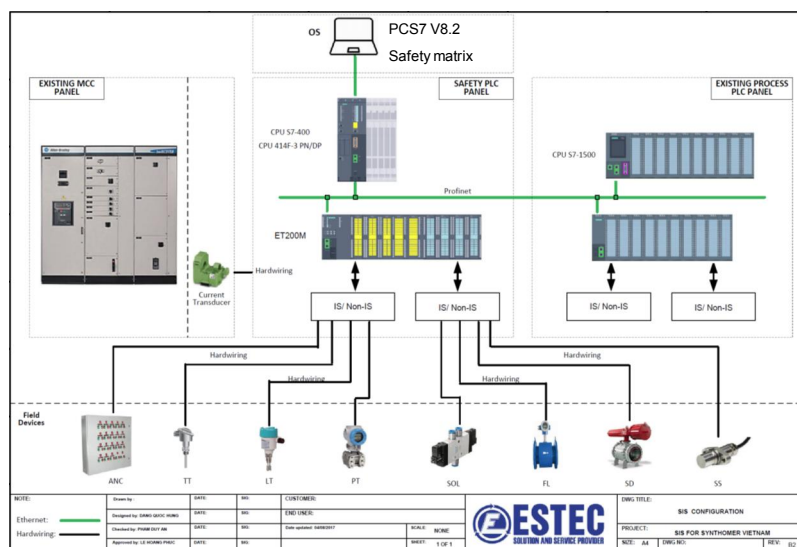 OS
PCS7 V8.2
Safety matrix
EXISTING MCC
PANEL
SAFETY PLC
PANEL
EXISTING PROCESS
PLC PANEL
CPU S7-400
CPU 414F-3 PN/DP
CPU S7-1500
Profinet
ET200M
Current
Transducer
Hardwiring
IS/ Non-IS
IS/ Non-IS
IS/ Non-IS
IS/ Non-IS
Hardwiring
Hardwiring
Hardwiring
Hardwiring
Field
Devices
ANC
TT
LT
PT
SOL
FL
SD
SS
NOTE:
Ethernet:
Hardwiring:
Drawn by :
DATE:
SIG:
CUSTOMER:
Designed by: DANG QUOC HUNG
DATE:
SIG:
END USER:
Checked by: PHAM DUY AN
DATE:
SIG:
Date updated 04/08/2017
SCALE: NONE
Approved by: LE HOANG PHUC
DATE:
SIG:
SHEET: 1 OF 1
ESTEC
SOLUTION AND SERVICE PROVIDER
DWG TITLE:
SIS CONFIGURATION
PROJECT:
SIS FOR SYNTHOMER VIETNAM
SIZE: A4
DWG NO:
REV: